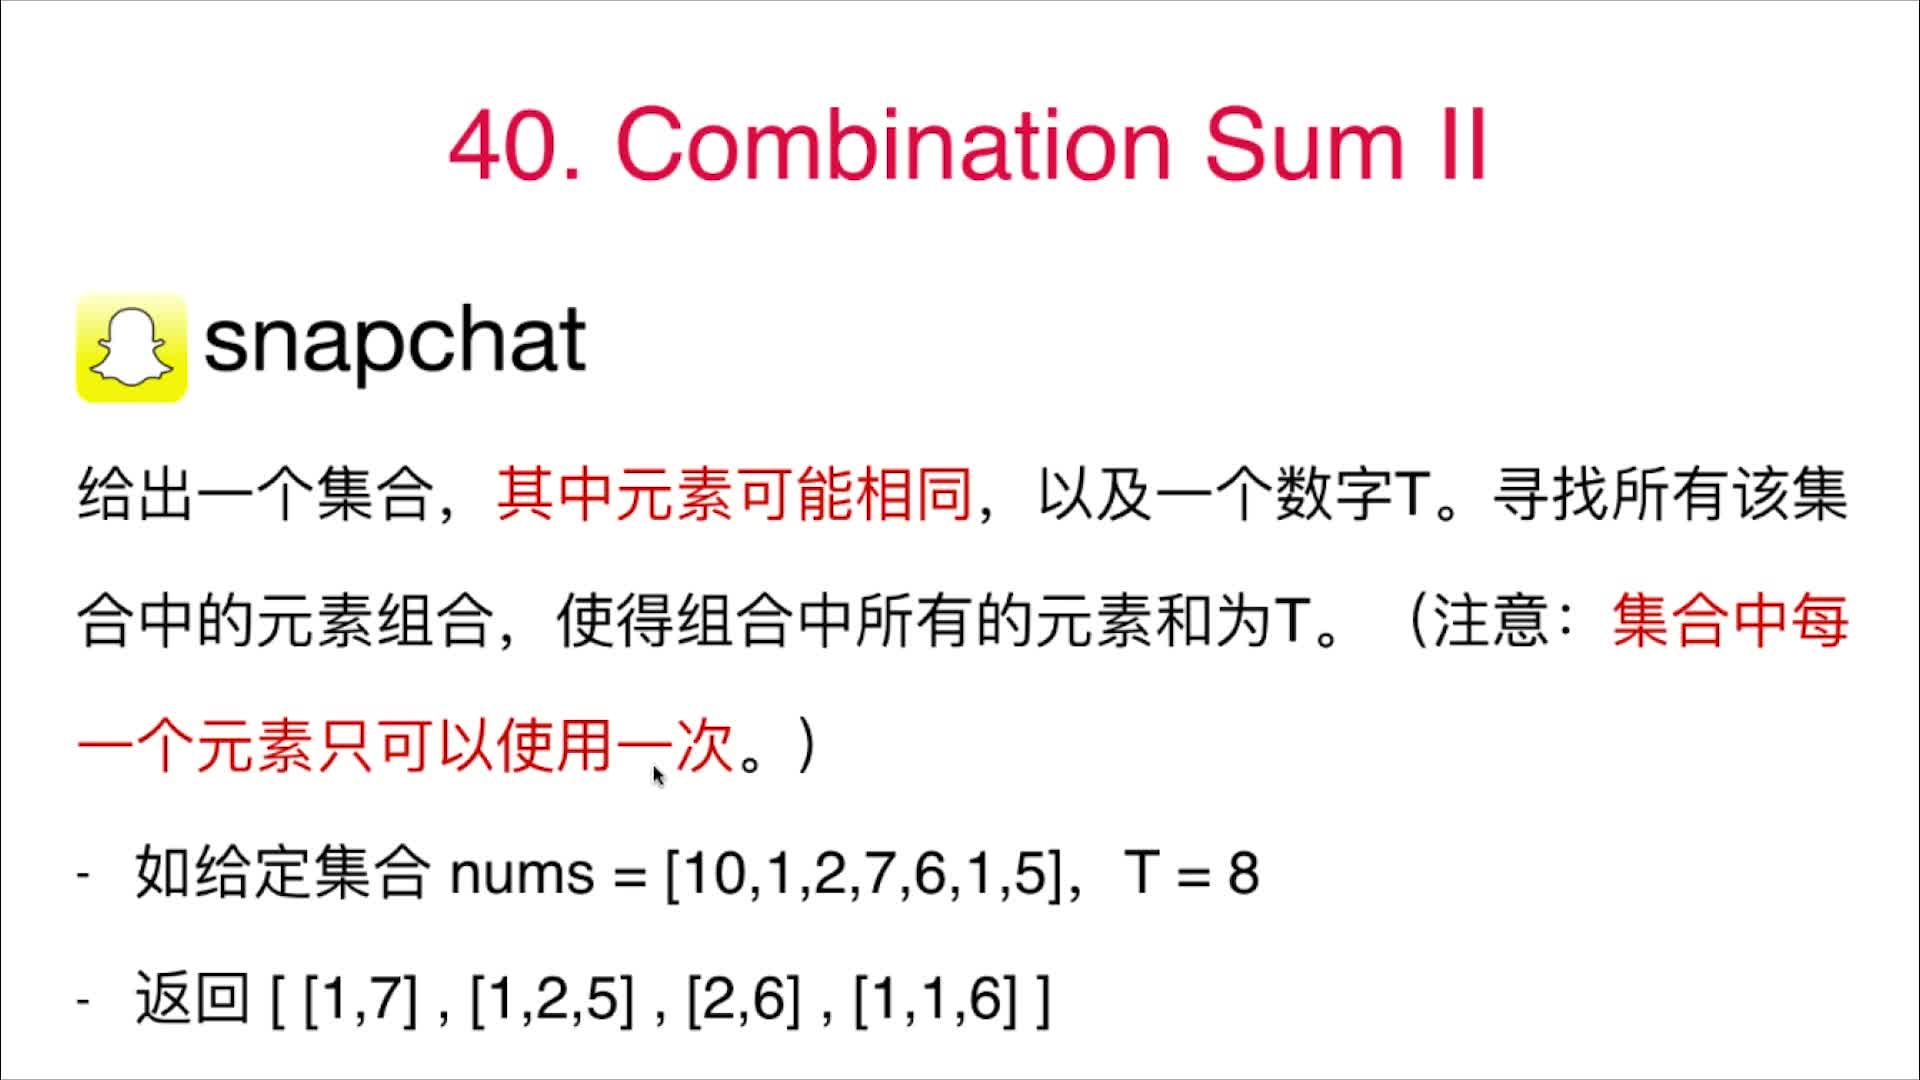 40. Combination Sum II
snapchat
给出一个集合，其中元素可能相同，以及一个数字T。寻找所有该集
合中的元素组合，使得组合中所有的元素和为T。（注意：集合中每
一个元素只可以使用一次。）
- 如给定集合 nums = [10,1,2,7,6,1,5]，T = 8
- 返回 [ [1,7] , [1,2,5] , [2,6] , [1,1,6] ]